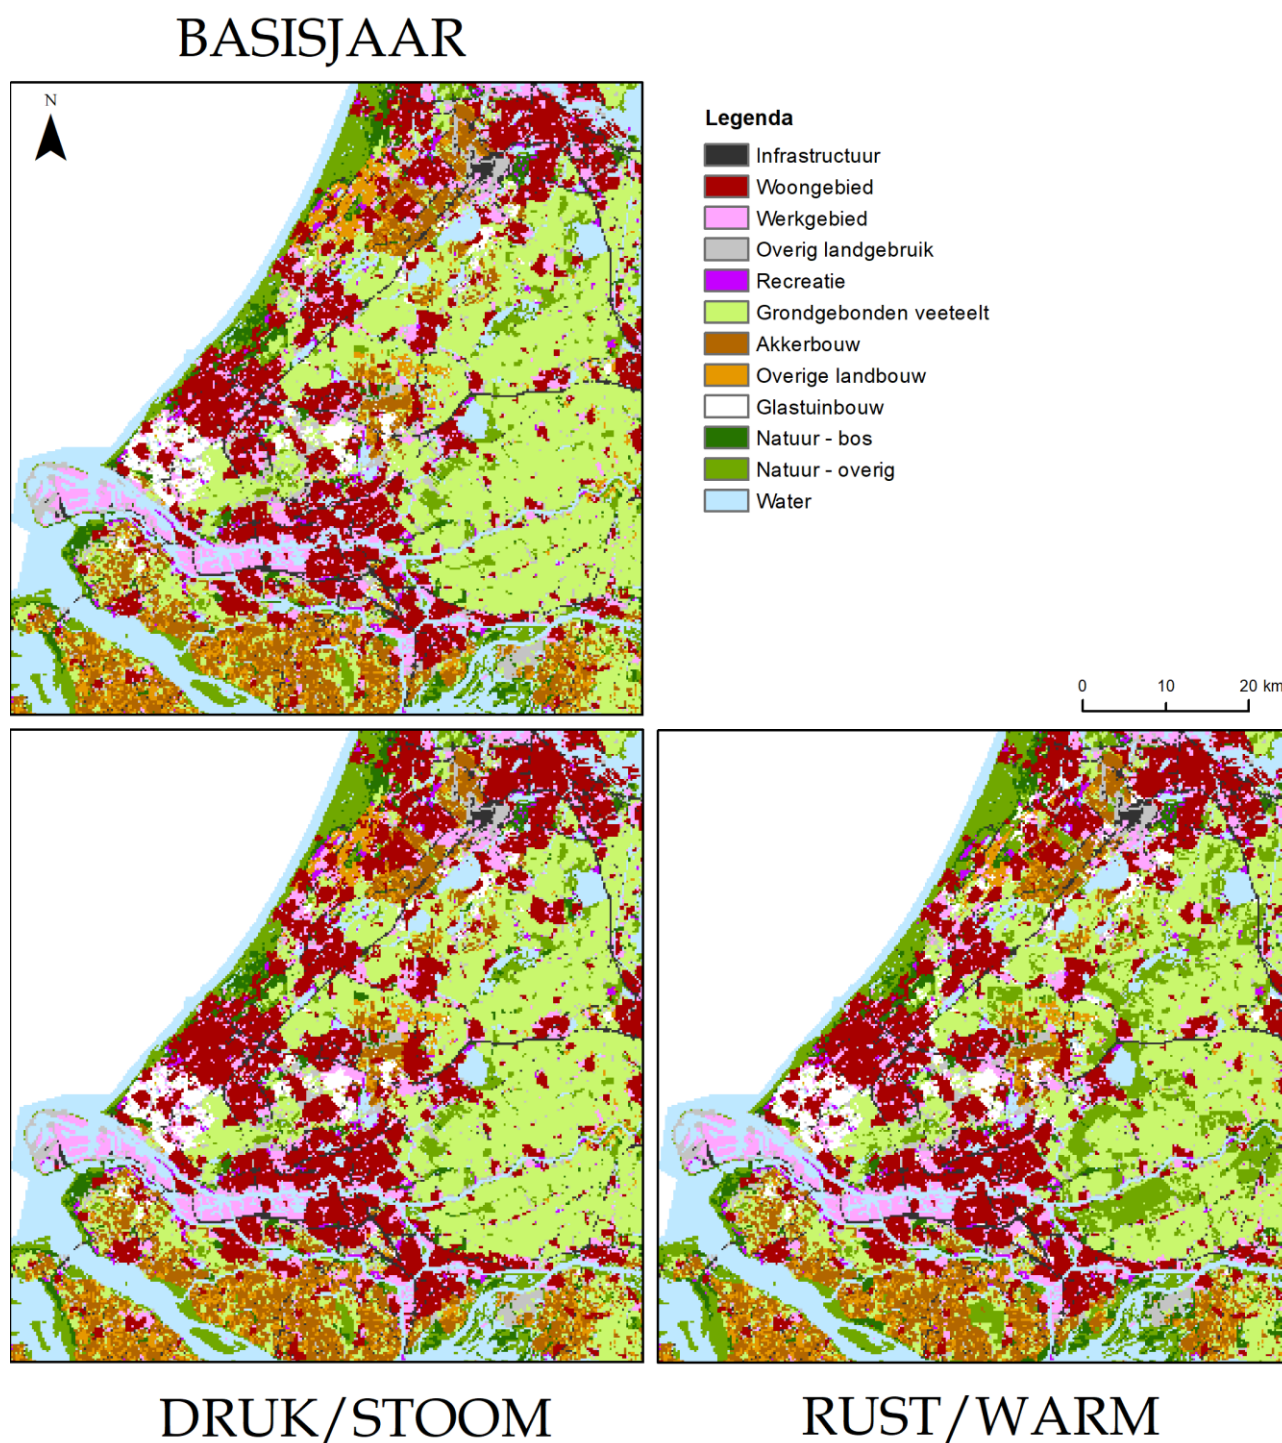 BASISJAAR
N
Legenda
Infrastructuur
Woongebied
Werkgebied
Overig landgebruik
Recreatie
Grondgebonden veeteelt
Akkerbouw
Overige landbouw
Glastuinbouw
Natuur - bos
Natuur - overig
Water
0 10 20 km
DRUK/STOOM
RUST/WARM